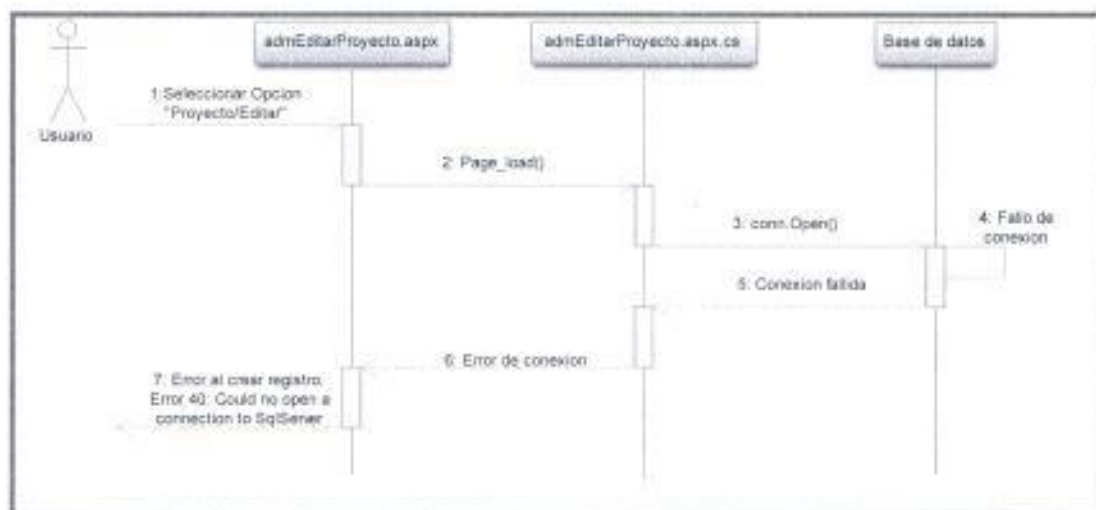 admEditarProyecto.aspx
admEditarProyecto.aspx.cs
Base de datos
Usuario
1:Seleccionar Opcion
"Proyecto/Editar"
2: Page_load()
3: conn.Open()
4: Fallo de
conexion
5: Conexion fallida
6: Error de conexion
7: Error al crear registro,
Error 40: Could no open a
connection to SqlServer